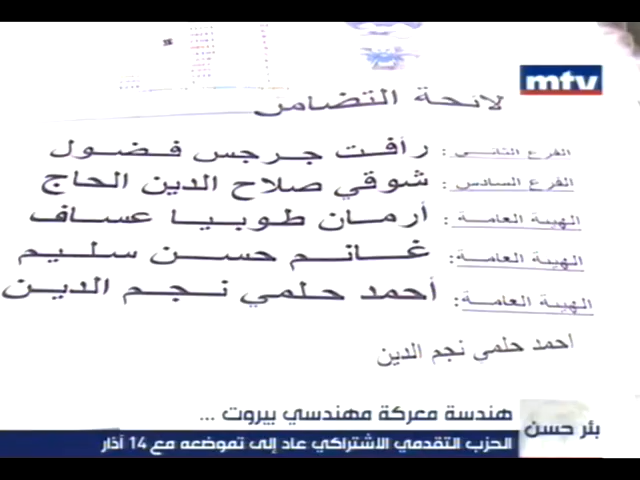 mtv
لائحة التضامن
الفرع الثاني : رأفت جرجس فضول
الفرع السادس : شوقي صلاح الدين الحاج
الهيئة العامة : أرمان طوبيا عساف
الهيئة العامة : غانم حسن سليم
الهيئة العامة : أحمد حلمي نجم الدين
احمد حلمي نجم الدين
هندسة معركة مهندسي بيروت ...
بئر حسن
الحزب التقدمي الاشتراكي عاد إلى تموضعه مع 14 آذار